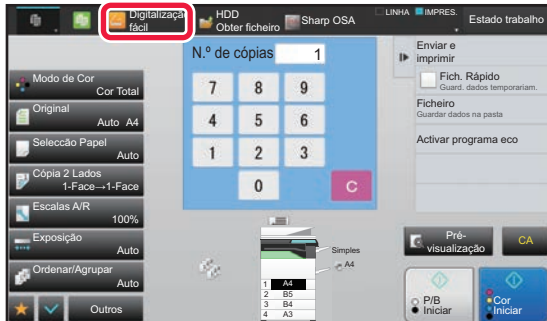 Digitalização
fácil
HDD
Obter ficheiro
Sharp OSA
LINHA
IMPRES.
Estado trabalho
N.º de cópias
1
Enviar e
imprimir
Fich. Rápido
Guard. dados temporariam.
Ficheiro
Guardar dados na pasta
Activar programa eco
Modo de Cor
Cor Total
Original
Auto A4
Selecção Papel
Auto
Cópia 2 Lados
1-Face→1-Face
Escalas A/R
100%
Exposição
Auto
Ordenar/Agrupar
Auto
Outros
7 8 9
4 5 6
1 2 3
0 C
Simples
A4
1 A4
2 B5
3 B4
4 A3
Pré-
visualização
CA
P/B
Iniciar
Cor
Iniciar